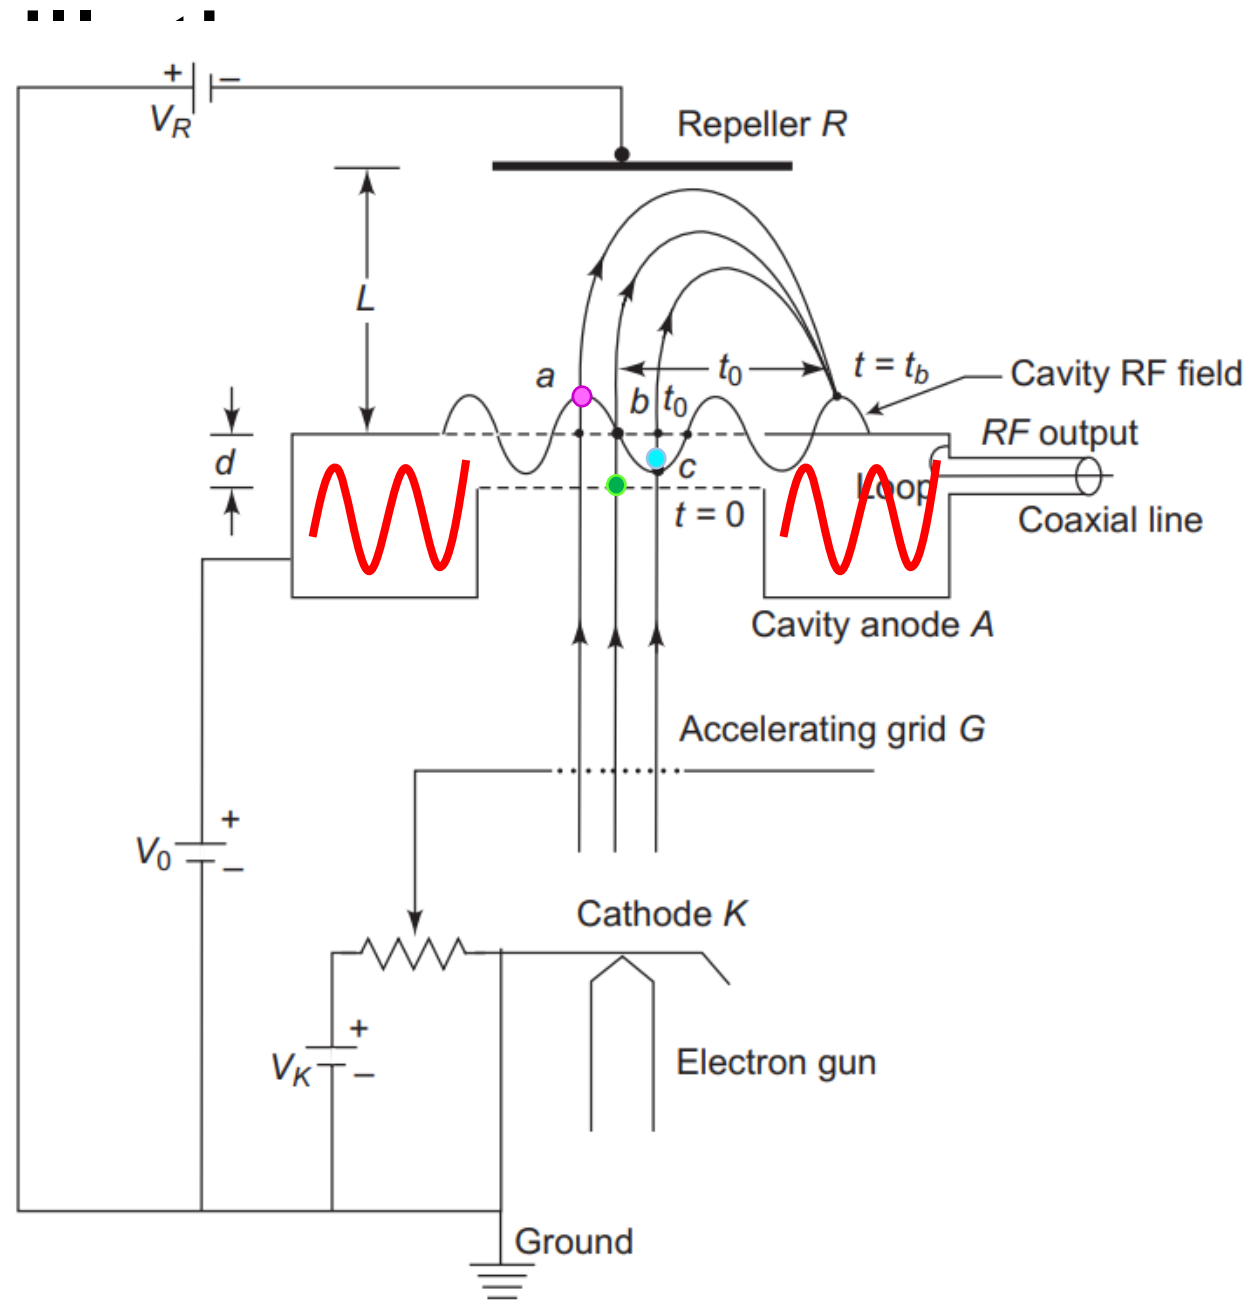 + –
V_R
Repeller R
L
a
b
t_0
t_0
t = t_b
Cavity RF field
RF output
d
c
Loop
t = 0
Coaxial line
Cavity anode A
Accelerating grid G
+
V_0
–
Cathode K
+
V_K
–
Electron gun
Ground